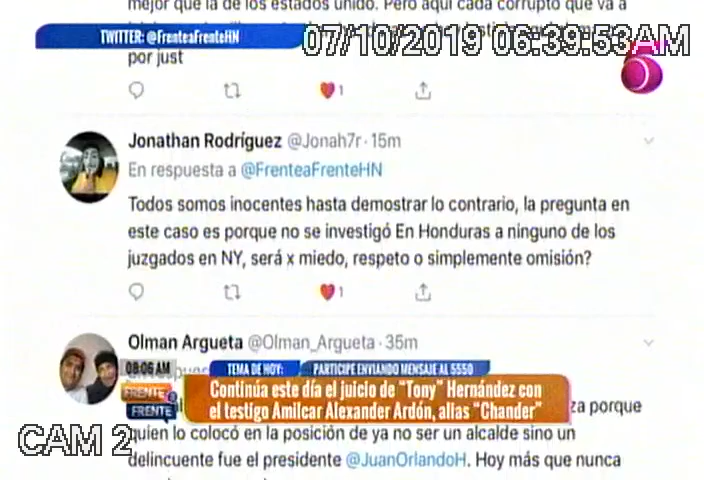 mejor que la de los estados unido. Pero aquí cada corrupto que va a
TWITTER: @FrenteaFrenteHN
07/10/2019 06:39:53AM
por just
1
Jonathan Rodríguez @Jonah7r · 15m
En respuesta a @FrenteaFrenteHN
Todos somos inocentes hasta demostrar lo contrario, la pregunta en
este caso es porque no se investigó En Honduras a ninguno de los
juzgados en NY, será x miedo, respeto o simplemente omisión?
1
Olman Argueta @Olman_Argueta · 35m
08:06 AM
TEMA DE HOY:
PARTICIPE ENVIANDO MENSAJE AL 5550
FRENTE a
FRENTE
Continúa este día el juicio de “Tony” Hernández con
el testigo Amilcar Alexander Ardón, alias “Chander”
za porque
quien lo colocó en la posición de ya no ser un alcalde sino un
CAM 2
delincuente fue el presidente @JuanOrlandoH. Hoy más que nunca